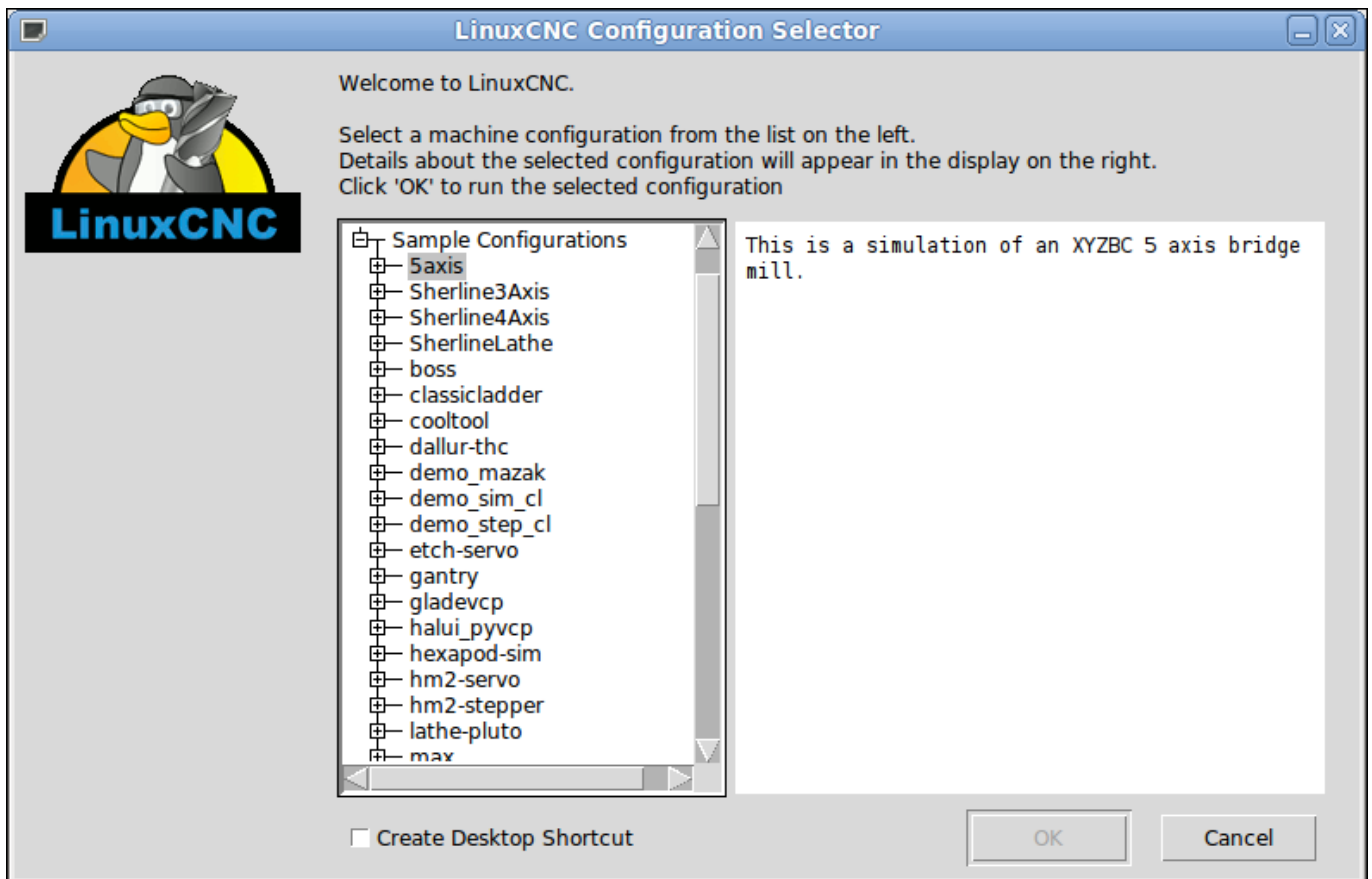 LinuxCNC Configuration Selector
LinuxCNC
Welcome to LinuxCNC.
Select a machine configuration from the list on the left.
Details about the selected configuration will appear in the display on the right.
Click 'OK' to run the selected configuration
Sample Configurations
5axis
Sherline3Axis
Sherline4Axis
SherlineLathe
boss
classicladder
cooltool
dallur-thc
demo_mazak
demo_sim_cl
demo_step_cl
etch-servo
gantry
gladevcp
halui_pyvcp
hexapod-sim
hm2-servo
hm2-stepper
lathe-pluto
max
This is a simulation of an XYZBC 5 axis bridge
mill.
Create Desktop Shortcut
OK
Cancel